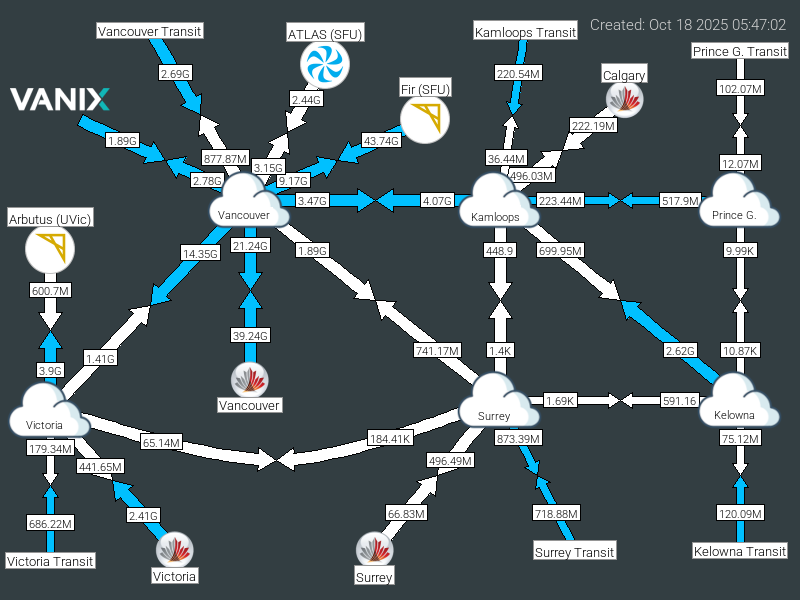 Created: Oct 18 2025 05:47:02
Vancouver Transit
ATLAS (SFU)
Kamloops Transit
Prince G. Transit
2.69G
220.54M
Calgary
Fir (SFU)
102.07M
VANIX
2.44G
222.19M
1.89G
43.74G
877.87M
36.44M
12.07M
3.15G
496.03M
2.78G
9.17G
3.47G
4.07G
223.44M
517.9M
Vancouver
Kamloops
Prince G.
Arbutus (UVic)
14.35G
21.24G
1.89G
448.9
699.95M
9.99K
600.7M
39.24G
741.17M
1.4K
2.62G
10.87K
1.41G
3.9G
Vancouver
1.69K
591.16
Victoria
Surrey
Kelowna
179.34M
65.14M
184.41K
873.39M
75.12M
441.65M
496.49M
686.22M
2.41G
66.83M
718.88M
120.09M
Victoria Transit
Victoria
Surrey
Surrey Transit
Kelowna Transit